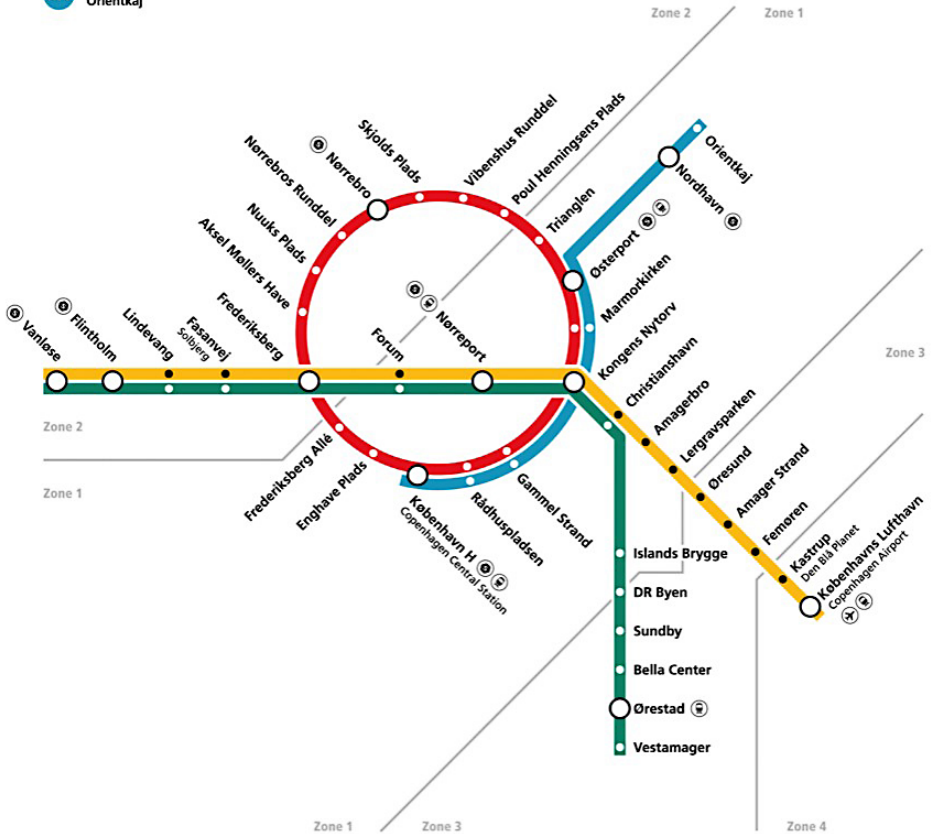 Orientkaj
Zone 2
Zone 1
Skjolds Plads
Vibenshus Runddel
Poul Henningsens Plads
Trianglen
Nørrebro
Nørrebros Runddel
Nuuks Plads
Aksel Møllers Have
Frederiksberg
Orientkaj
Nordhavn
Østerport
Marmorkirken
Kongens Nytorv
Vanløse
Flintholm
Lindevang
Fasanvej
Solbjerg
Forum
Nørreport
Christianshavn
Amagerbro
Lergravsparken
Øresund
Amager Strand
Femøren
Kastrup
Den Blå Planet
Københavns Lufthavn
Copenhagen Airport
Zone 3
Zone 2
Zone 1
Frederiksberg Allé
Enghave Plads
København H
Copenhagen Central Station
Rådhuspladsen
Gammel Strand
Islands Brygge
DR Byen
Sundby
Bella Center
Ørestad
Vestamager
Zone 1
Zone 3
Zone 4